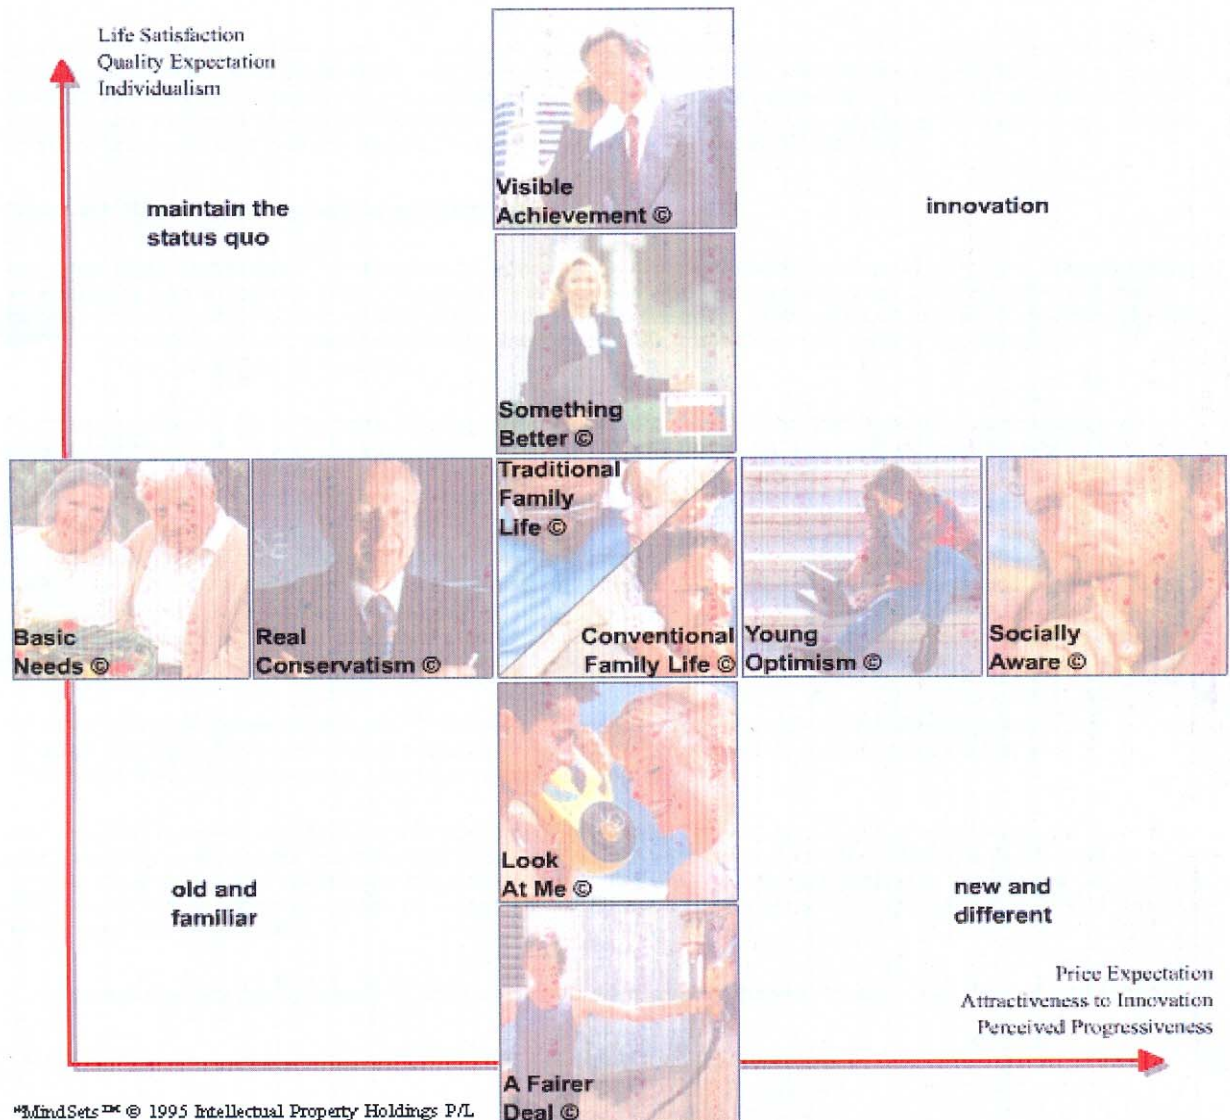 Life Satisfaction
Quality Expectation
Individualism
Visible
Achievement ©
maintain the
status quo
innovation
Something
Better ©
Traditional
Family
Life ©
Basic
Needs ©
Real
Conservatism ©
Conventional
Family Life ©
Young
Optimism ©
Socially
Aware ©
Look
At Me ©
old and
familiar
new and
different
Price Expectation
Attractiveness to Innovation
Perceived Progressiveness
A Fairer
Deal ©
"MindSets™ © 1995 Intellectual Property Holdings P/L